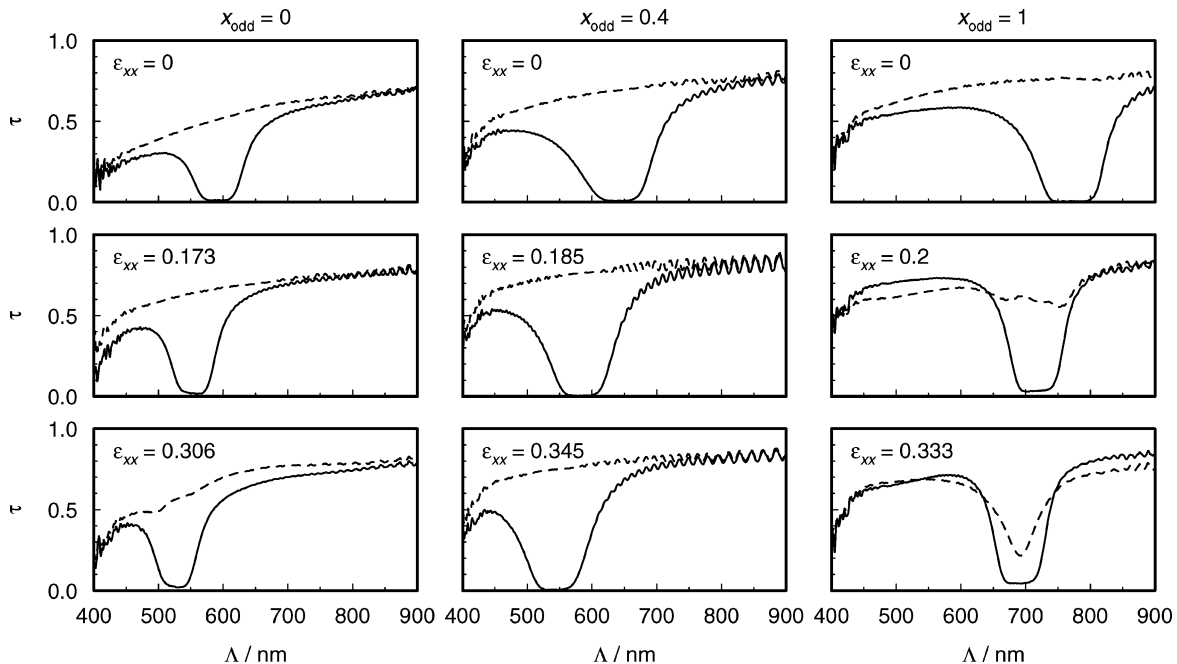 x_odd = 0 x_odd = 0.4 x_odd = 1
1.0
ε_xx = 0 ε_xx = 0 ε_xx = 0
τ 0.5
0.0
1.0
ε_xx = 0.173 ε_xx = 0.185 ε_xx = 0.2
τ 0.5
0.0
1.0
ε_xx = 0.306 ε_xx = 0.345 ε_xx = 0.333
τ 0.5
0.0
400 500 600 700 800 900 400 500 600 700 800 900 400 500 600 700 800 900
Λ / nm Λ / nm Λ / nm